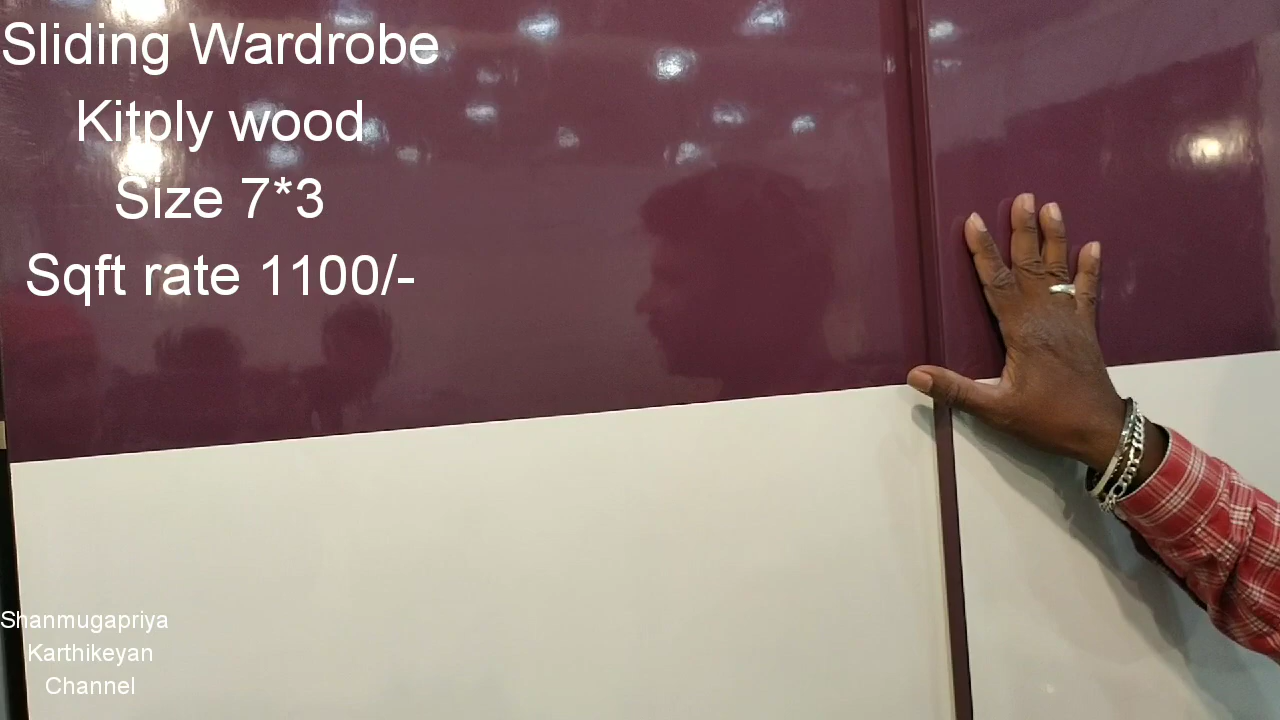 Sliding Wardrobe
Kitply wood
Size 7*3
Sqft rate 1100/-
Shanmugapriya
Karthikeyan
Channel